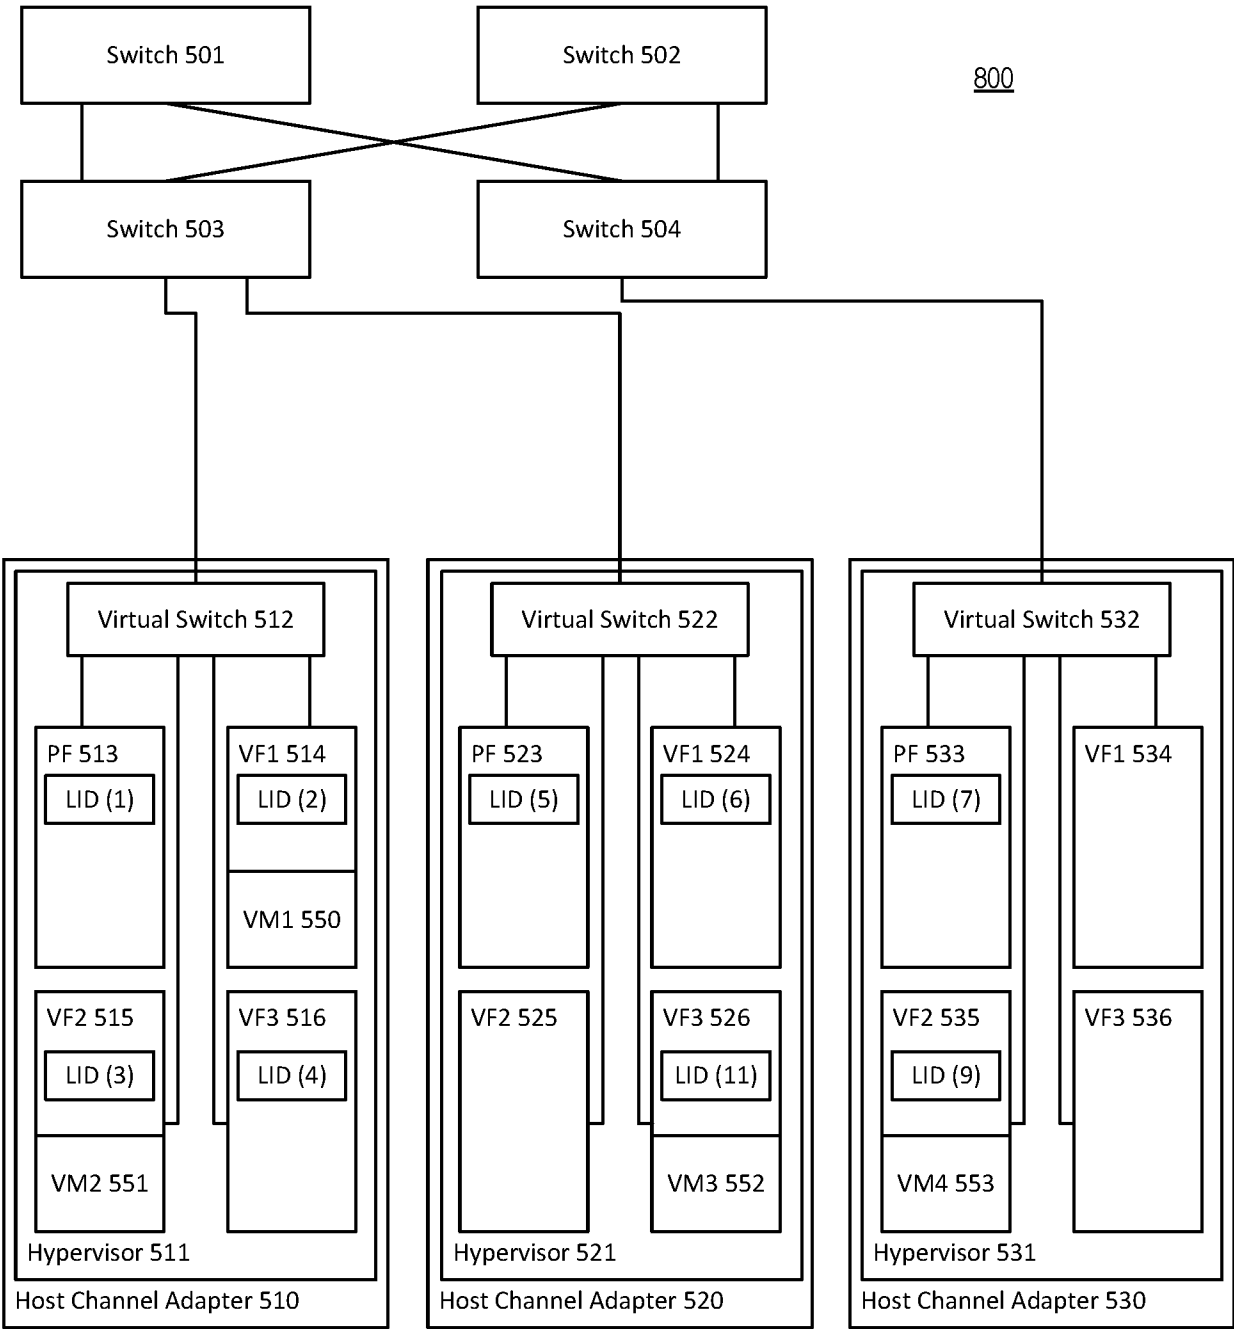 Switch 501
Switch 502
800
Switch 503
Switch 504
Virtual Switch 512
Virtual Switch 522
Virtual Switch 532
PF 513
VF1 514
PF 523
VF1 524
PF 533
VF1 534
LID (1)
LID (2)
LID (5)
LID (6)
LID (7)
VM1 550
VF2 515
VF3 516
VF2 525
VF3 526
VF2 535
VF3 536
LID (3)
LID (4)
LID (11)
LID (9)
VM2 551
VM3 552
VM4 553
Hypervisor 511
Hypervisor 521
Hypervisor 531
Host Channel Adapter 510
Host Channel Adapter 520
Host Channel Adapter 530